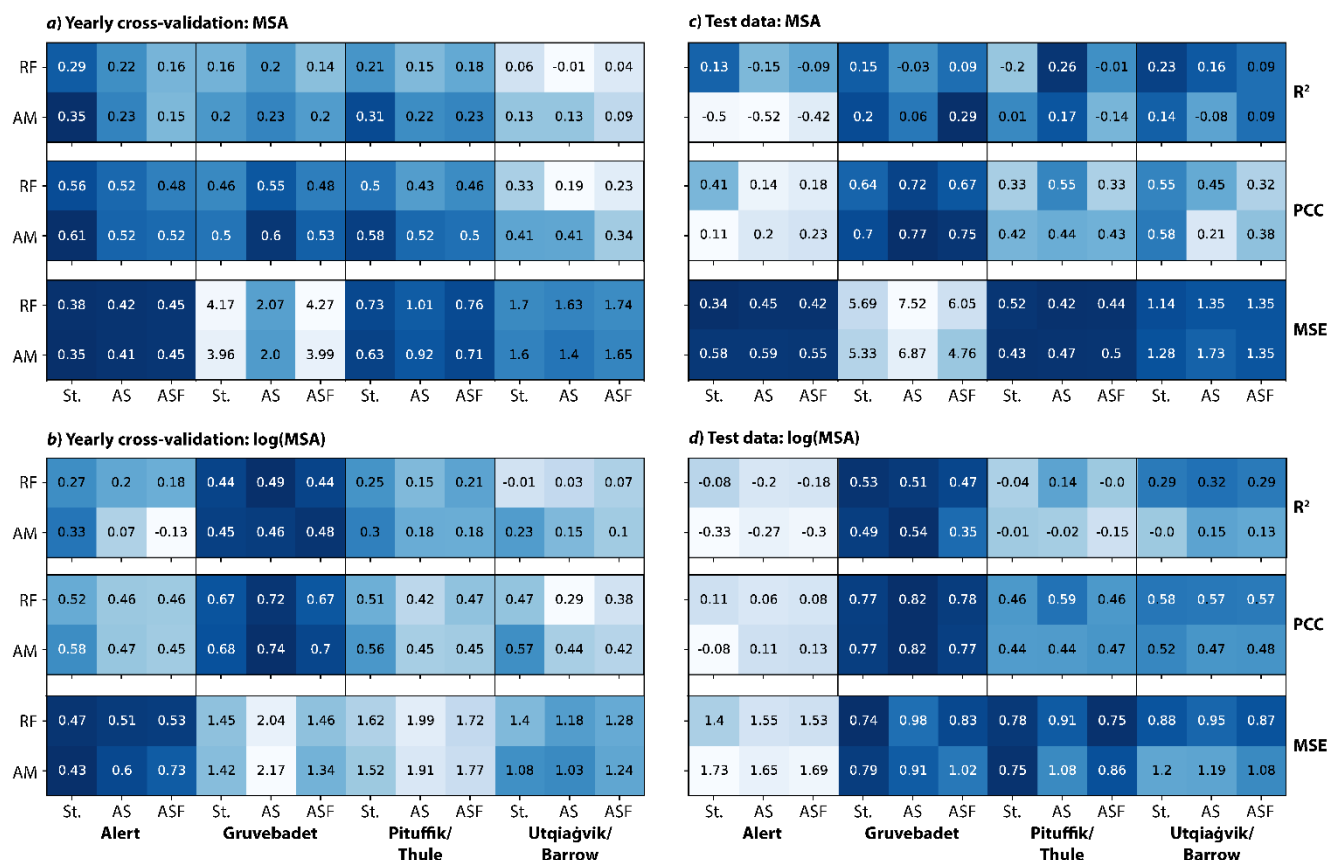 a) Yearly cross-validation: MSA
RF 0.29 0.22 0.16 0.16 0.2 0.14 0.21 0.15 0.18 0.06 -0.01 0.04
AM 0.35 0.23 0.15 0.2 0.23 0.2 0.31 0.22 0.23 0.13 0.13 0.09
RF 0.56 0.52 0.48 0.46 0.55 0.48 0.5 0.43 0.46 0.33 0.19 0.23
AM 0.61 0.52 0.52 0.5 0.6 0.53 0.58 0.52 0.5 0.41 0.41 0.34
RF 0.38 0.42 0.45 4.17 2.07 4.27 0.73 1.01 0.76 1.7 1.63 1.74
AM 0.35 0.41 0.45 3.96 2.0 3.99 0.63 0.92 0.71 1.6 1.4 1.65
St. AS ASF St. AS ASF St. AS ASF St. AS ASF
c) Test data: MSA
0.13 -0.15 -0.09 0.15 -0.03 0.09 -0.2 0.26 -0.01 0.23 0.16 0.09
R²
-0.5 -0.52 -0.42 0.2 0.06 0.29 0.01 0.17 -0.14 0.14 -0.08 0.09
0.41 0.14 0.18 0.64 0.72 0.67 0.33 0.55 0.33 0.55 0.45 0.32
PCC
0.11 0.2 0.23 0.7 0.77 0.75 0.42 0.44 0.43 0.58 0.21 0.38
0.34 0.45 0.42 5.69 7.52 6.05 0.52 0.42 0.44 1.14 1.35 1.35
MSE
0.58 0.59 0.55 5.33 6.87 4.76 0.43 0.47 0.5 1.28 1.73 1.35
St. AS ASF St. AS ASF St. AS ASF St. AS ASF
b) Yearly cross-validation: log(MSA)
RF 0.27 0.2 0.18 0.44 0.49 0.44 0.25 0.15 0.21 -0.01 0.03 0.07
AM 0.33 0.07 -0.13 0.45 0.46 0.48 0.3 0.18 0.18 0.23 0.15 0.1
RF 0.52 0.46 0.46 0.67 0.72 0.67 0.51 0.42 0.47 0.47 0.29 0.38
AM 0.58 0.47 0.45 0.68 0.74 0.7 0.56 0.45 0.45 0.57 0.44 0.42
RF 0.47 0.51 0.53 1.45 2.04 1.46 1.62 1.99 1.72 1.4 1.18 1.28
AM 0.43 0.6 0.73 1.42 2.17 1.34 1.52 1.91 1.77 1.08 1.03 1.24
St. AS ASF St. AS ASF St. AS ASF St. AS ASF
Alert Gruvebadet Pituffik/ Utqiaġvik/
Thule Barrow
d) Test data: log(MSA)
-0.08 -0.2 -0.18 0.53 0.51 0.47 -0.04 0.14 -0.0 0.29 0.32 0.29
R²
-0.33 -0.27 -0.3 0.49 0.54 0.35 -0.01 -0.02 -0.15 -0.0 0.15 0.13
0.11 0.06 0.08 0.77 0.82 0.78 0.46 0.59 0.46 0.58 0.57 0.57
PCC
-0.08 0.11 0.13 0.77 0.82 0.77 0.44 0.44 0.47 0.52 0.47 0.48
1.4 1.55 1.53 0.74 0.98 0.83 0.78 0.91 0.75 0.88 0.95 0.87
MSE
1.73 1.65 1.69 0.79 0.91 1.02 0.75 1.08 0.86 1.2 1.19 1.08
St. AS ASF St. AS ASF St. AS ASF St. AS ASF
Alert Gruvebadet Pituffik/ Utqiaġvik/
Thule Barrow